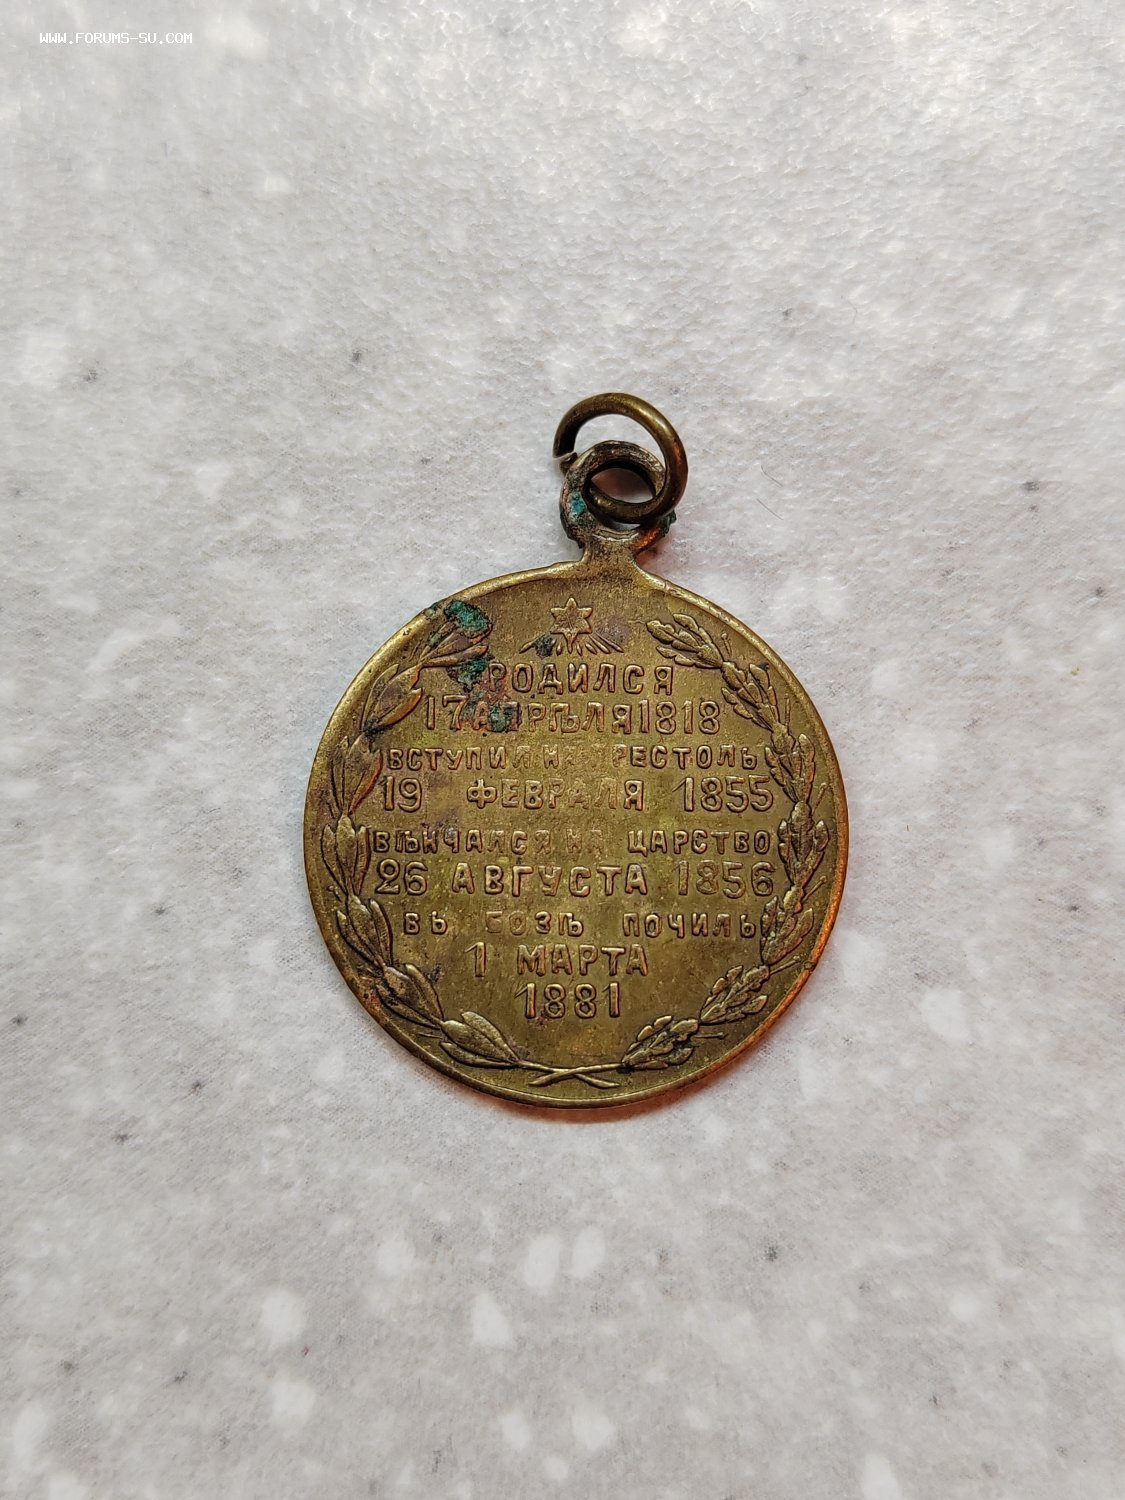 WWW.FORUMS-SU.COM
РОДИЛСЯ
17 АПРѢЛЯ 1818
ВСТУПИЛ НА ПРЕСТОЛЪ
19 ФЕВРАЛЯ 1855
ВѢНЧАЛСЯ НА ЦАРСТВО
26 АВГУСТА 1856
ВЪ БОЗѢ ПОЧИЛЪ
1 МАРТА
1881